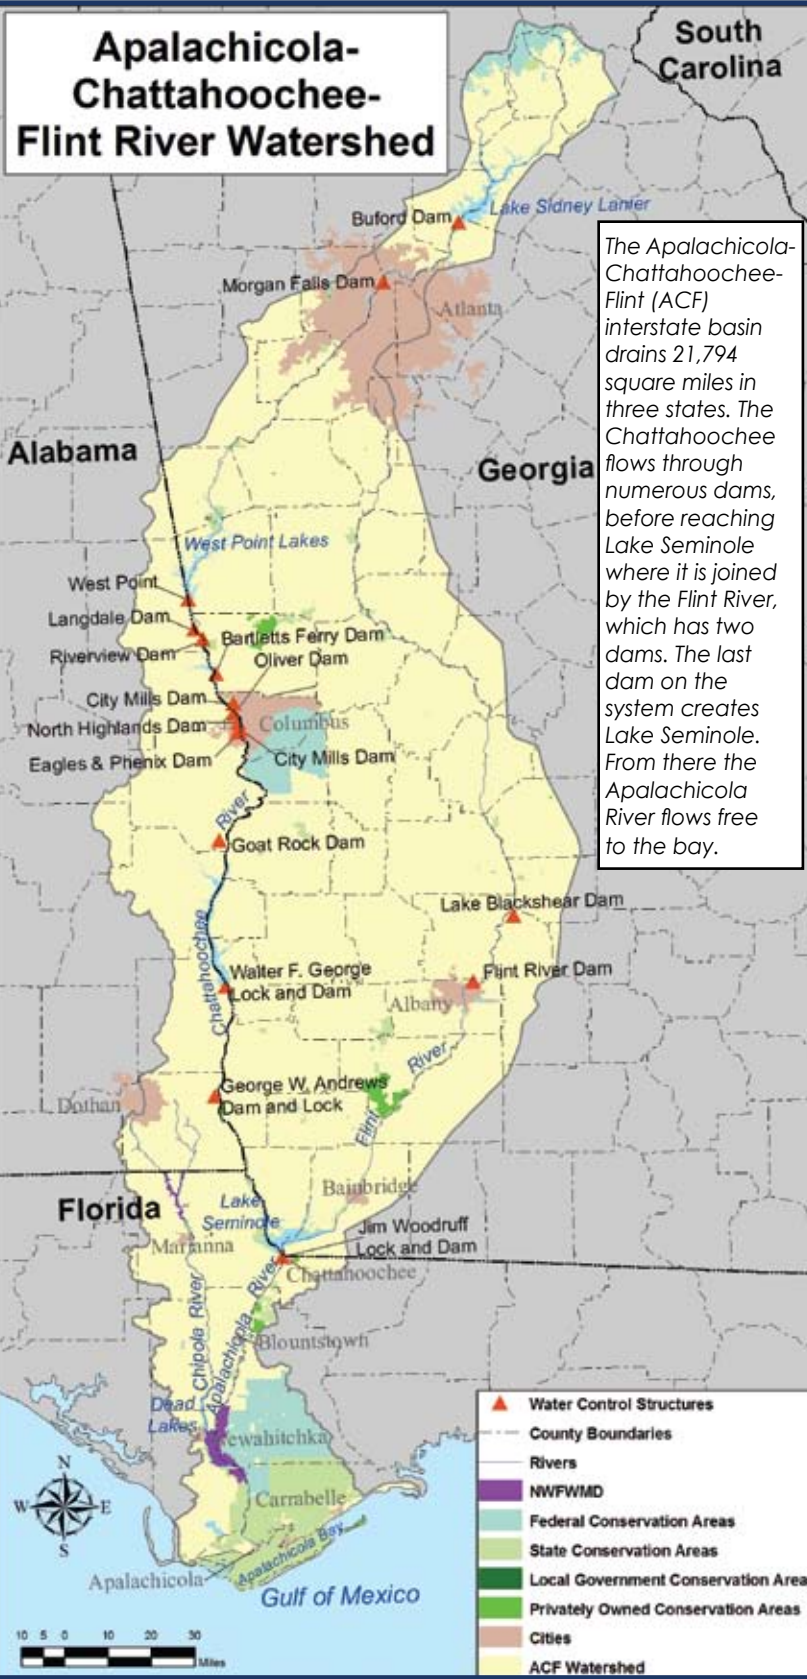 Apalachicola-
Chattahoochee-
Flint River Watershed
South
Carolina
Buford Dam
Lake Sidney Lanier
Morgan Falls Dam
Atlanta
The Apalachicola-
Chattahoochee-
Flint (ACF)
interstate basin
drains 21,794
square miles in
three states. The
Chattahoochee
flows through
numerous dams,
before reaching
Lake Seminole
where it is joined
by the Flint River,
which has two
dams. The last
dam on the
system creates
Lake Seminole.
From there the
Apalachicola
River flows free
to the bay.
Alabama
Georgia
West Point Lakes
West Point
Langdale Dam
Riverview Dam
Bartletts Ferry Dam
Oliver Dam
City Mills Dam
North Highlands Dam
Columbus
Eagles & Phenix Dam
City Mills Dam
River
Goat Rock Dam
Chattahoochee
Lake Blackshear Dam
Walter F. George
Lock and Dam
Flint River Dam
Albany
River
Flint
George W. Andrews
Dam and Lock
Dothan
Florida
Bainbridge
Lake
Seminole
Jim Woodruff
Lock and Dam
Marianna
Chattahoochee
River
Apalachicola
Chipola River
Blountstown
Dead
Lakes
ewahitchka
Carrabelle
Apalachicola Bay
Apalachicola
Gulf of Mexico
N
W
E
S
10 5 0 10 20 30
Miles
Water Control Structures
County Boundaries
Rivers
NWFWMD
Federal Conservation Areas
State Conservation Areas
Local Government Conservation Area
Privately Owned Conservation Areas
Cities
ACF Watershed